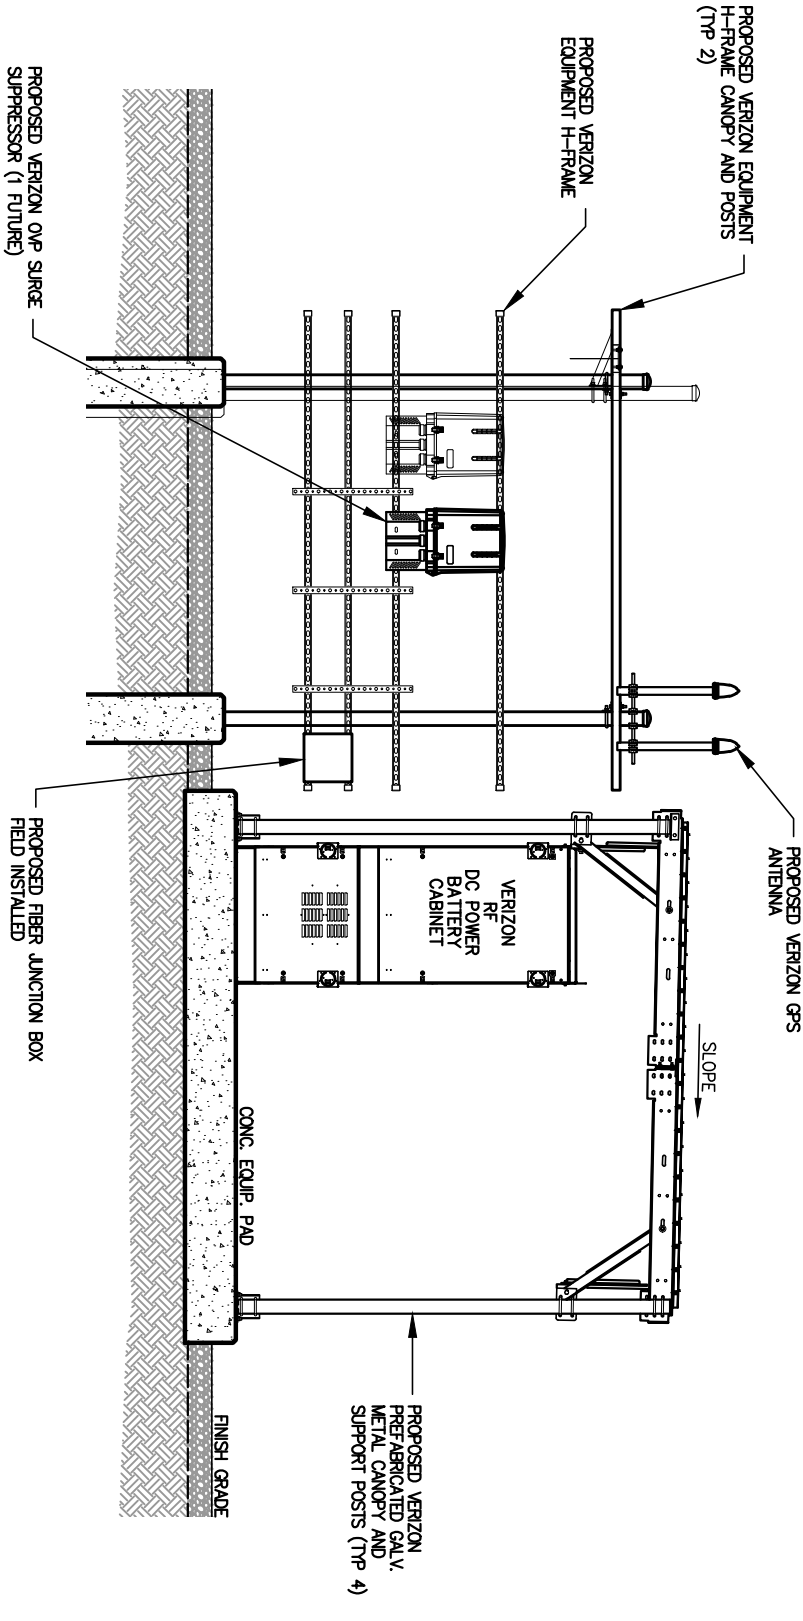 PROPOSED VERIZON EQUIPMENT
H-FRAME CANOPY AND POSTS
(TYP 2)
PROPOSED VERIZON
EQUIPMENT H-FRAME
PROPOSED VERIZON OVP SURGE
SUPPRESSOR (1 FUTURE)
PROPOSED VERIZON GPS
ANTENNA
SLOPE
VERIZON
RF
DC POWER
BATTERY
CABINET
CONC. EQUIP. PAD
PROPOSED FIBER JUNCTION BOX
FIELD INSTALLED
PROPOSED VERIZON
PREFABRICATED GALV.
METAL CANOPY AND
SUPPORT POSTS (TYP 4)
FINISH GRADE